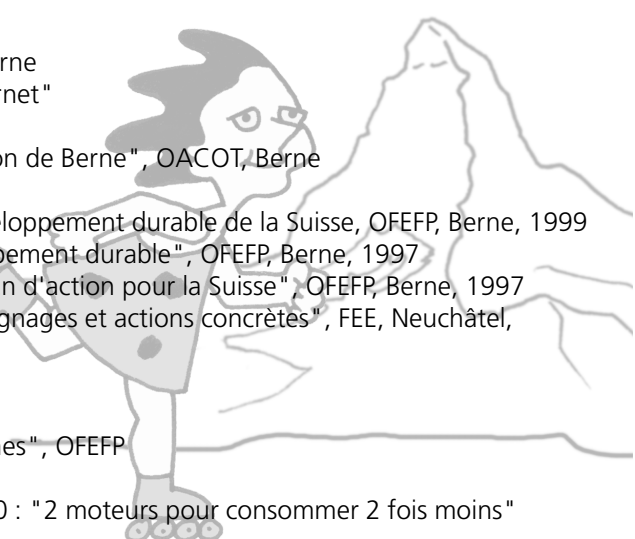 rne
rnet"
on de Berne", OACOT, Berne
eloppement durable de la Suisse, OFEFP, Berne, 1999
pement durable", OFEFP, Berne, 1997
n d'action pour la Suisse", OFEFP, Berne, 1997
gnages et actions concrètes", FEE, Neuchâtel,
nes", OFEFP
0 : "2 moteurs pour consommer 2 fois moins"